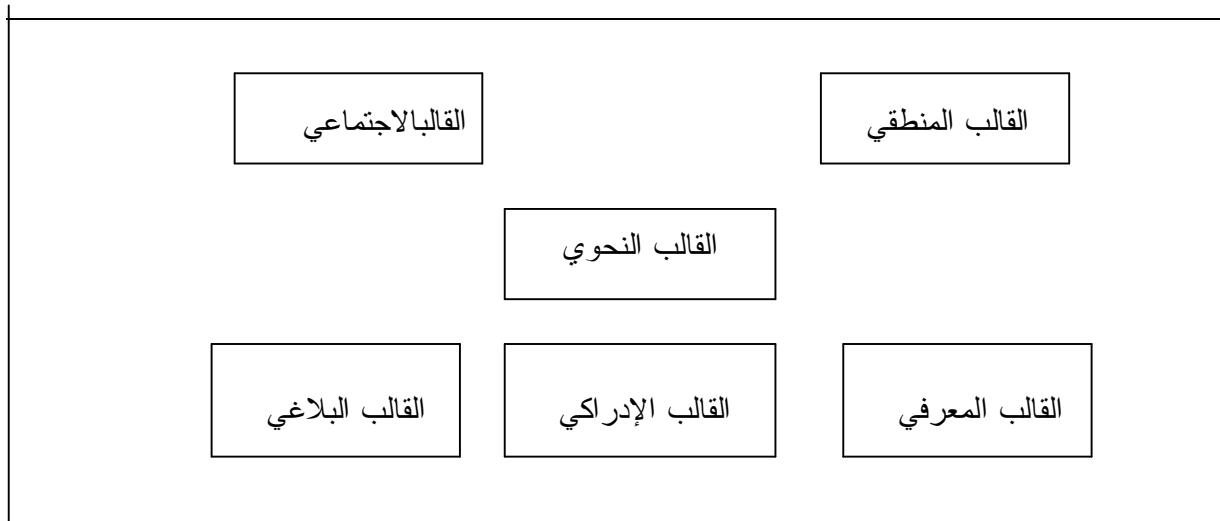 القالب المنطقي
القالبالاجتماعي
القالب النحوي
القالب المعرفي
القالب الإدراكي
القالب البلاغي